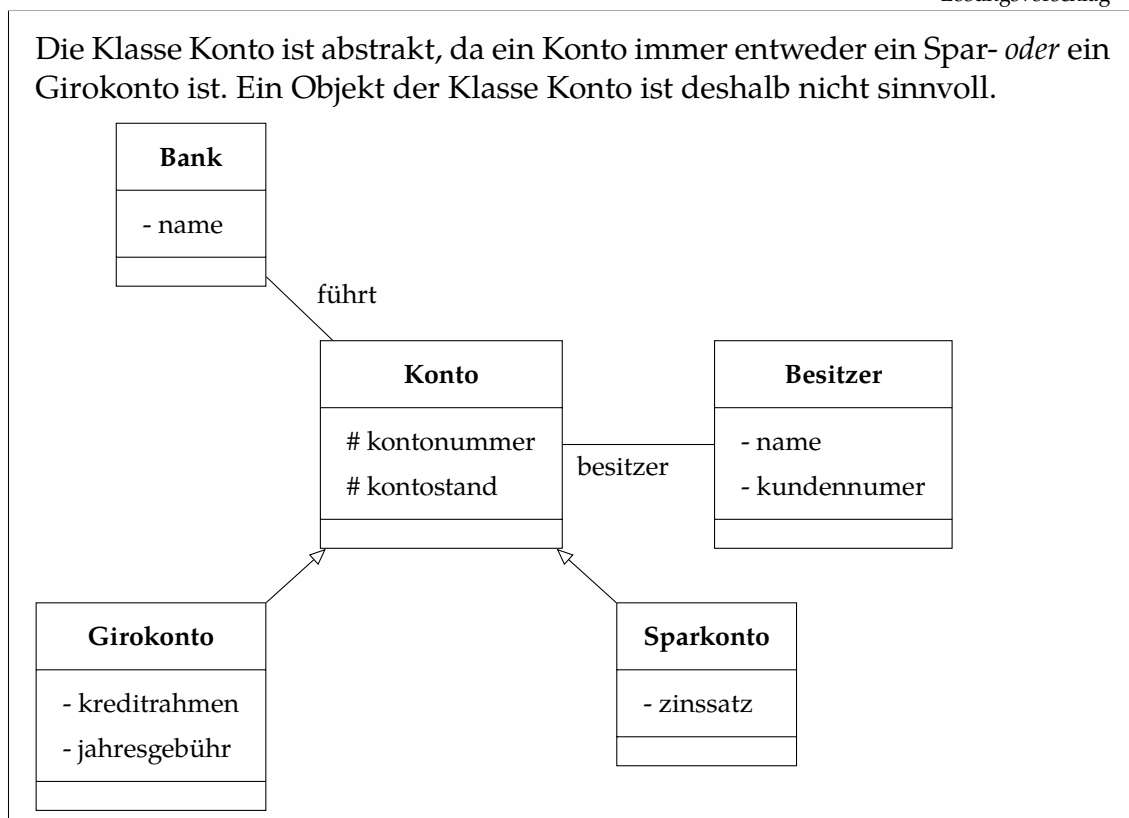 Lösungsvorschlag
Die Klasse Konto ist abstrakt, da ein Konto immer entweder ein Spar- oder ein
Girokonto ist. Ein Objekt der Klasse Konto ist deshalb nicht sinnvoll.
Bank
- name
führt
Konto
# kontonummer
# kontostand
besitzer
Besitzer
- name
- kundennumer
Girokonto
- kreditrahmen
- jahresgebühr
Sparkonto
- zinssatz